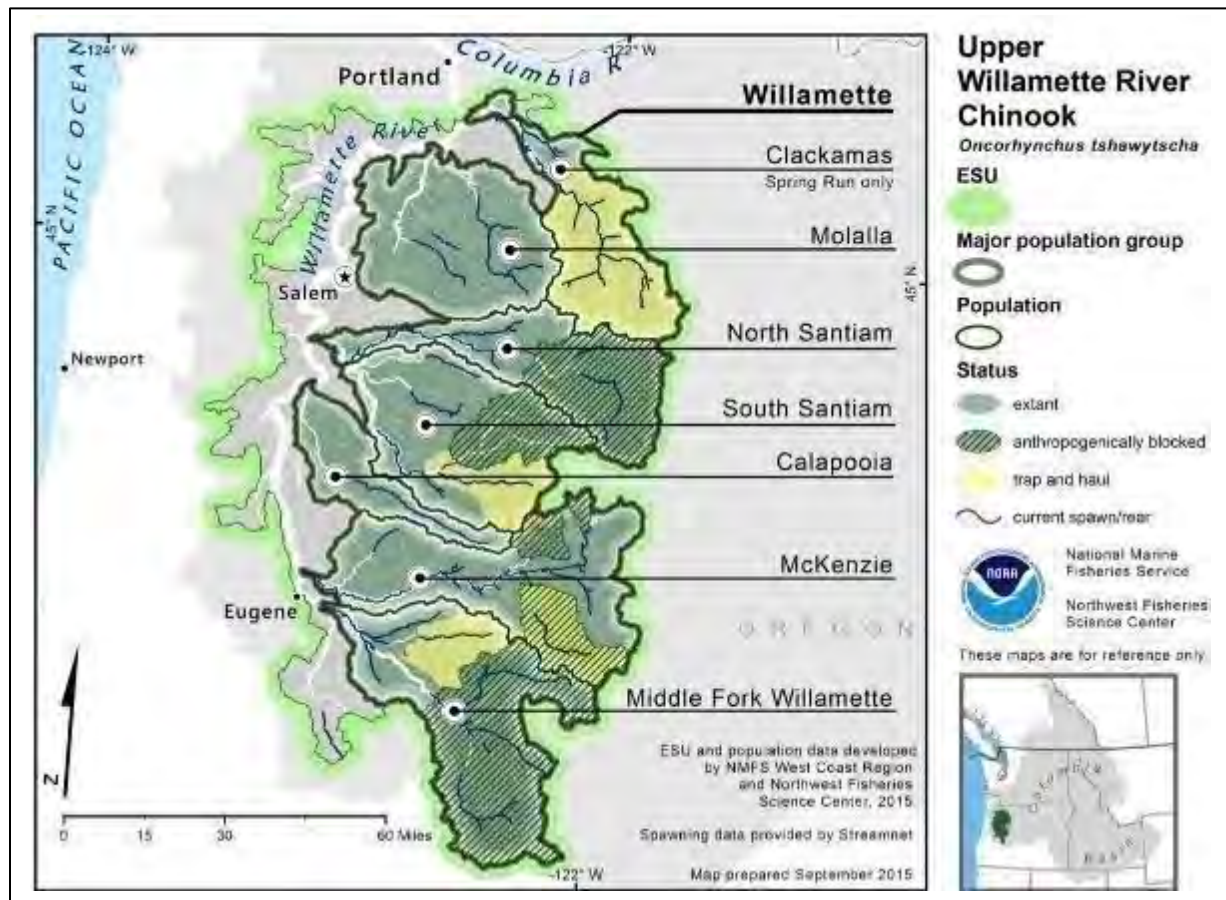 -124° W
-122° W
Columbia R
Portland
PACIFIC OCEAN
Willamette
Willamette River
Clackamas
Spring Run only
45° N
Molalla
Salem
45° N
North Santiam
Newport
South Santiam
Calapooia
McKenzie
Eugene
OREGON
Middle Fork Willamette
ESU and population data developed
by NMFS West Coast Region
and Northwest Fisheries
Science Center, 2015.
Spawning data provided by Streamnet
Map prepared September 2015
N
0 15 30 60 Miles
-122° W
Upper
Willamette River
Chinook
Oncorhynchus tshawytscha
ESU
Major population group
Population
Status
extant
anthropogenically blocked
trap and haul
current spawn/rear
NOAA
National Marine
Fisheries Service
Northwest Fisheries
Science Center
These maps are for reference only.
Columbia
Basin